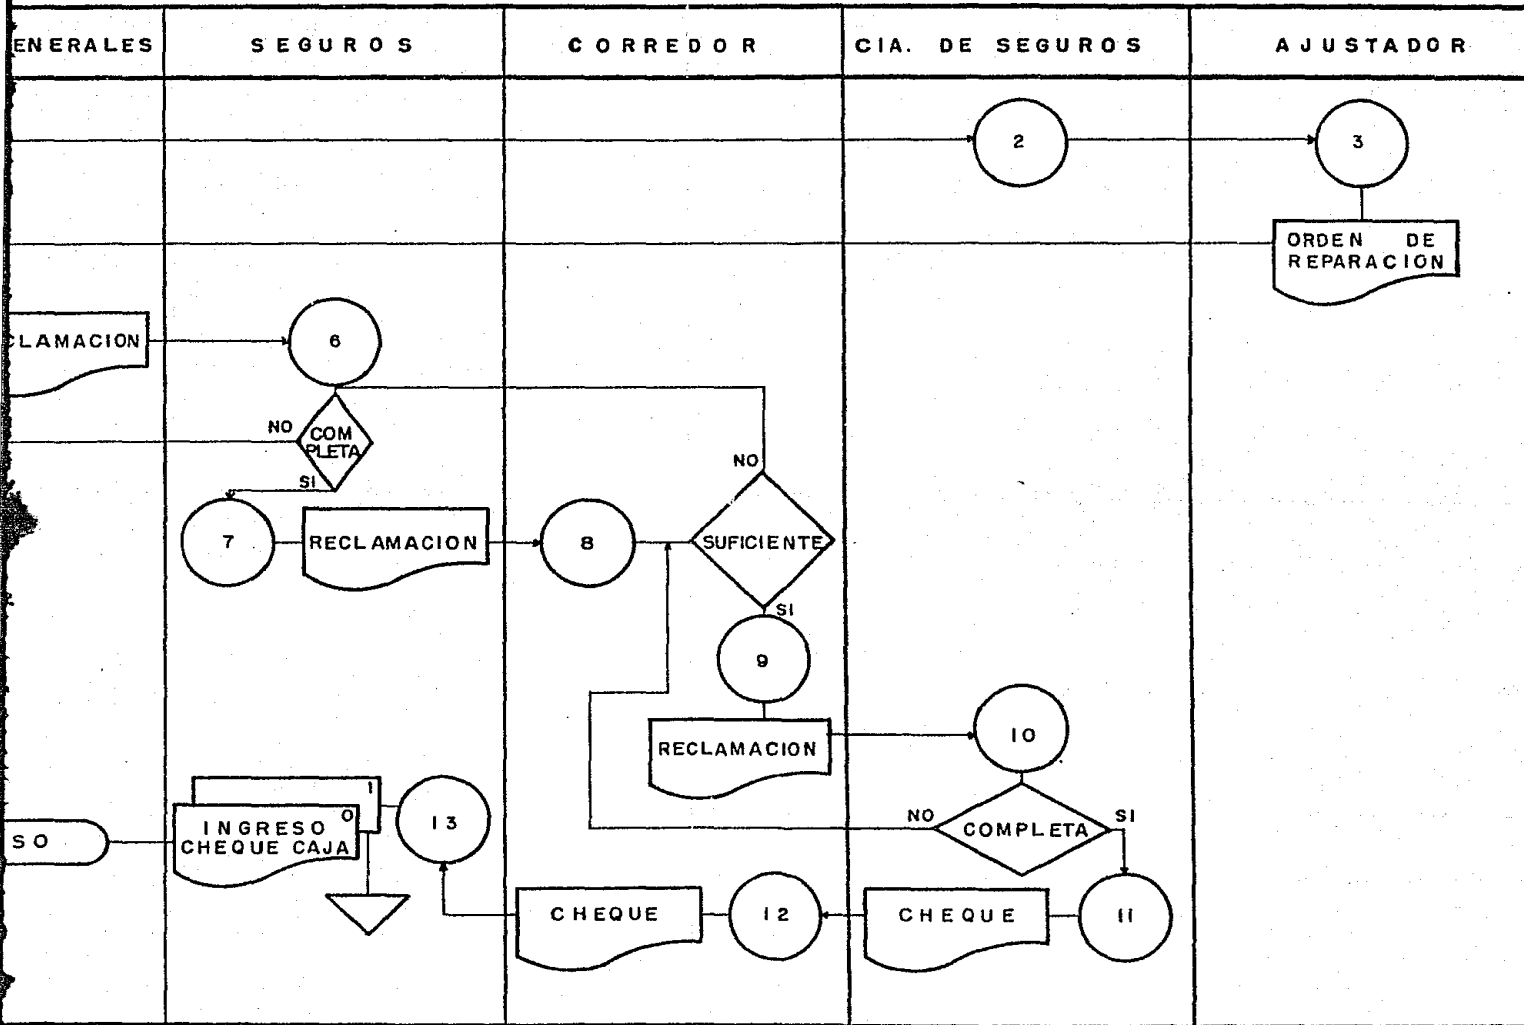 ENERALES
SEGUROS
CORREDOR
CIA. DE SEGUROS
AJUSTADOR
2
3
ORDEN DE
REPARACION
CLAMACION
6
NO
COM
PLETA
SI
7
RECLAMACION
8
NO
SUFICIENTE
SI
9
RECLAMACION
10
NO
COMPLETA
SI
1
0
INGRESO
CHEQUE CAJA
13
SO
CHEQUE
12
CHEQUE
11